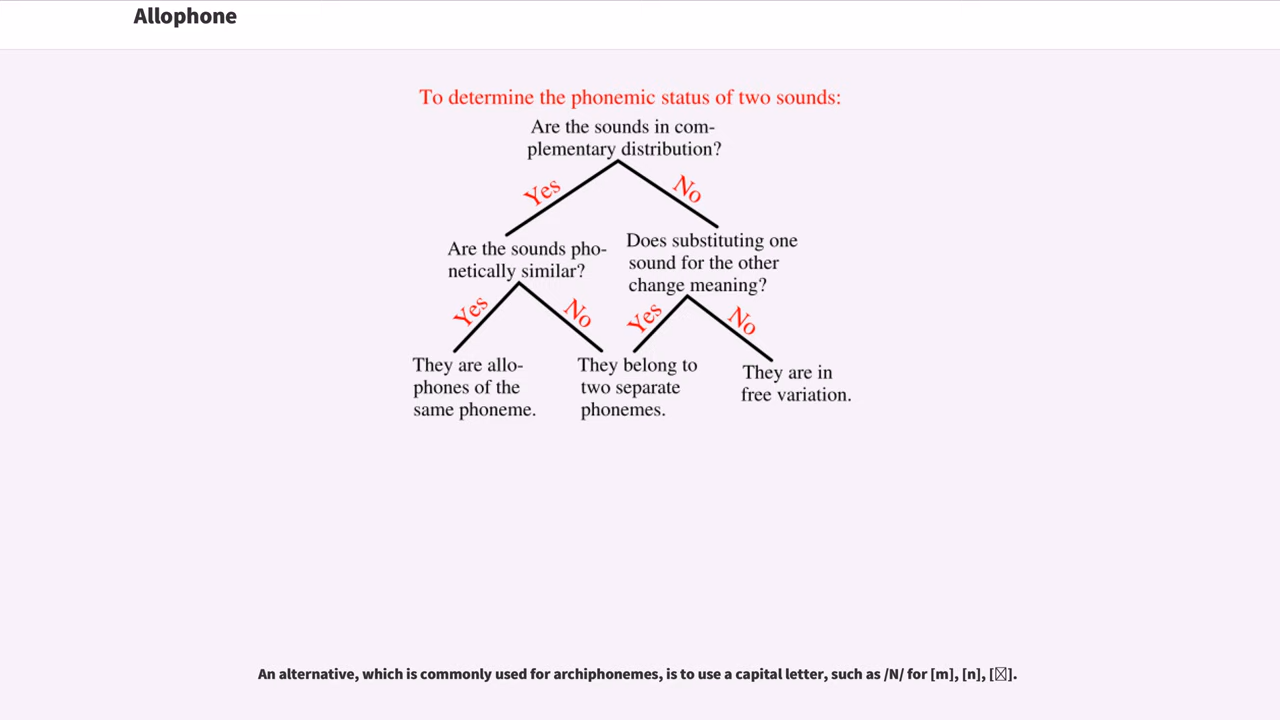 Allophone
To determine the phonemic status of two sounds:
Are the sounds in com-
plementary distribution?
Yes
No
Are the sounds pho-
netically similar?
Does substituting one
sound for the other
change meaning?
Yes
No
Yes
No
They are allo-
phones of the
same phoneme.
They belong to
two separate
phonemes.
They are in
free variation.
An alternative, which is commonly used for archiphonemes, is to use a capital letter, such as /N/ for [m], [n], [].